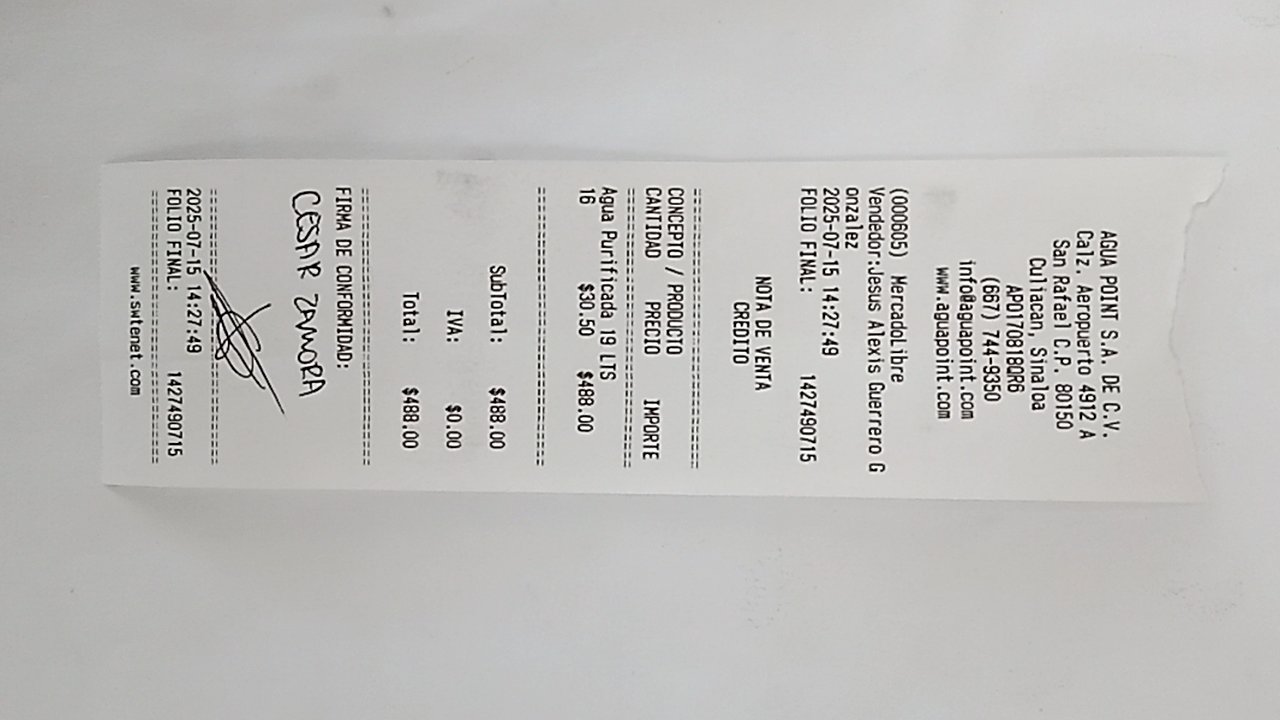 AGUA POINT S.A. DE C.V.
Calz. Aeropuerto 4912 A
San Rafael C.P. 80150
Culiacan, Sinaloa
APO170818QR6
(667) 744-9350
info@aguapoint.com
www.aguapoint.com
(000605) MercadoLibre
Vendedor:Jesus Alexis Guerrero G
onzalez
2025-07-15 14:27:49
FOLIO FINAL: 1427490715
NOTA DE VENTA
CREDITO
================================
CONCEPTO / PRODUCTO
CANTIDAD PRECIO IMPORTE
================================
Agua Purificada 19 LTS
16 $30.50 $488.00
================================
SubTotal: $488.00
IVA: $0.00
Total: $488.00
================================
FIRMA DE CONFORMIDAD:
CESAR ZAMORA
================================
2025-07-15 14:27:49
FOLIO FINAL: 1427490715
================================
www.swtenet.com